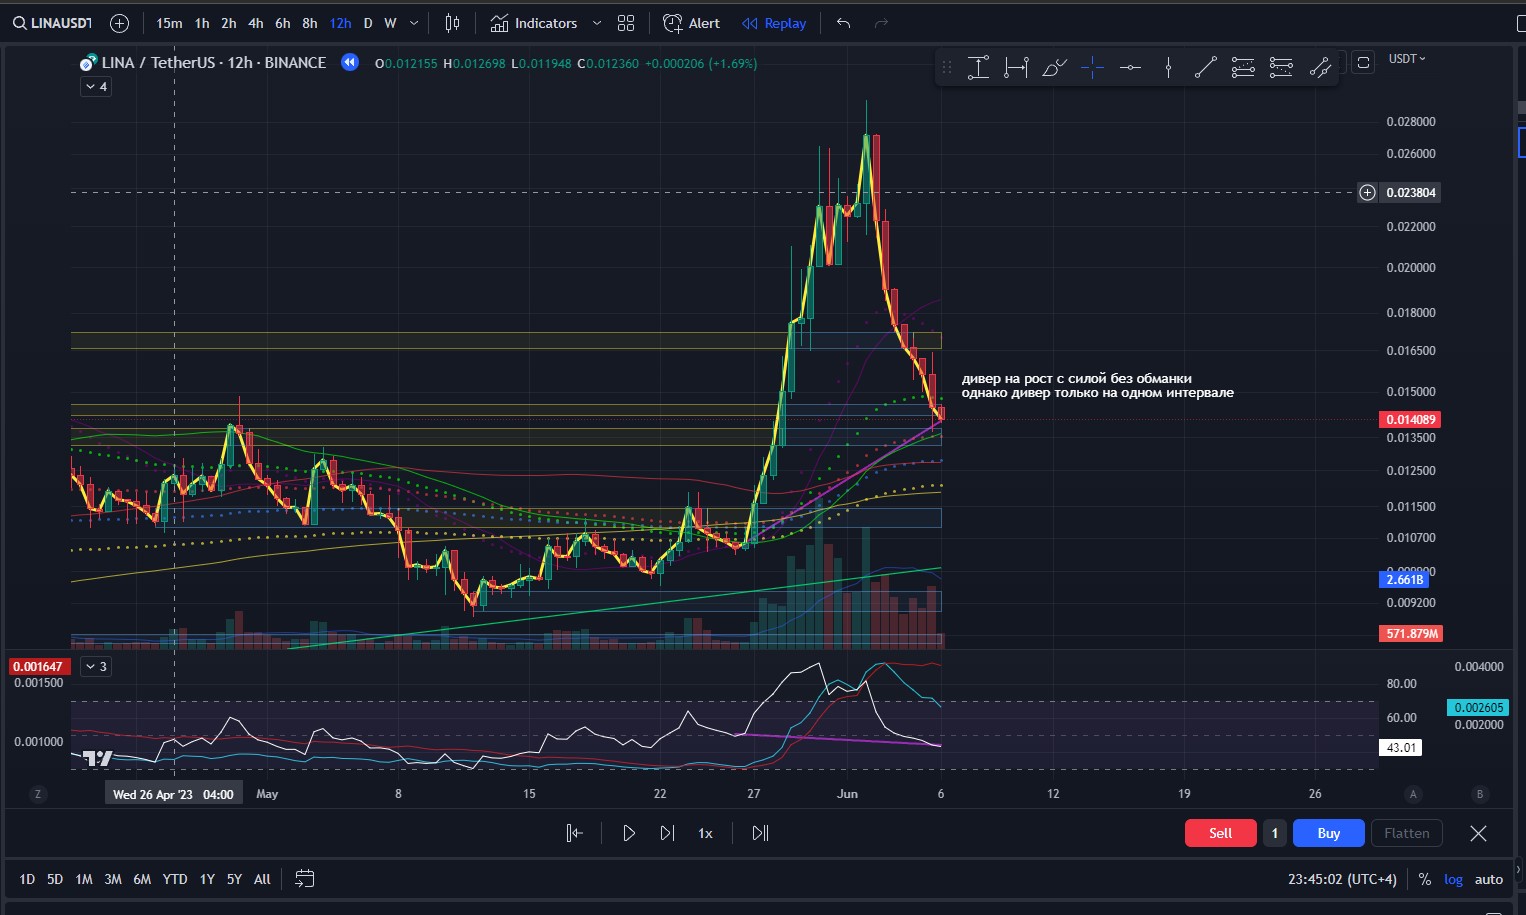 LINAUSDT 15m 1h 2h 4h 6h 8h 12h D W Indicators Alert Replay
LINA / TetherUS · 12h · BINANCE O0.012155 H0.012698 L0.011948 C0.012360 +0.000206 (+1.69%) USDT
4
0.028000
0.026000
0.023804
0.022000
0.020000
0.018000
0.016500
дивер на рост с силой без обманки
0.015000
однако дивер только на одном интервале
0.014089
0.013500
0.012500
0.011500
0.010700
0.009900
2.661B
0.009200
571.879M
0.001647 3 0.004000
0.001500 80.00
0.002605
60.00 0.002000
0.001000 43.01
Z Wed 26 Apr '23 04:00 May 8 15 22 27 Jun 6 12 19 26 A B
1x Sell 1 Buy Flatten
1D 5D 1M 3M 6M YTD 1Y 5Y All 23:45:02 (UTC+4) % log auto